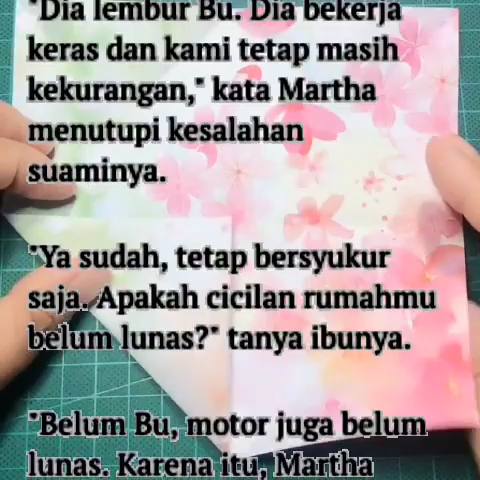 "Dia lembur Bu. Dia bekerja
keras dan kami tetap masih
kekurangan," kata Martha
menutupi kesalahan
suaminya.
"Ya sudah, tetap bersyukur
saja. Apakah cicilan rumahmu
belum lunas?" tanya ibunya.
"Belum Bu, motor juga belum
lunas. Karena itu, Martha